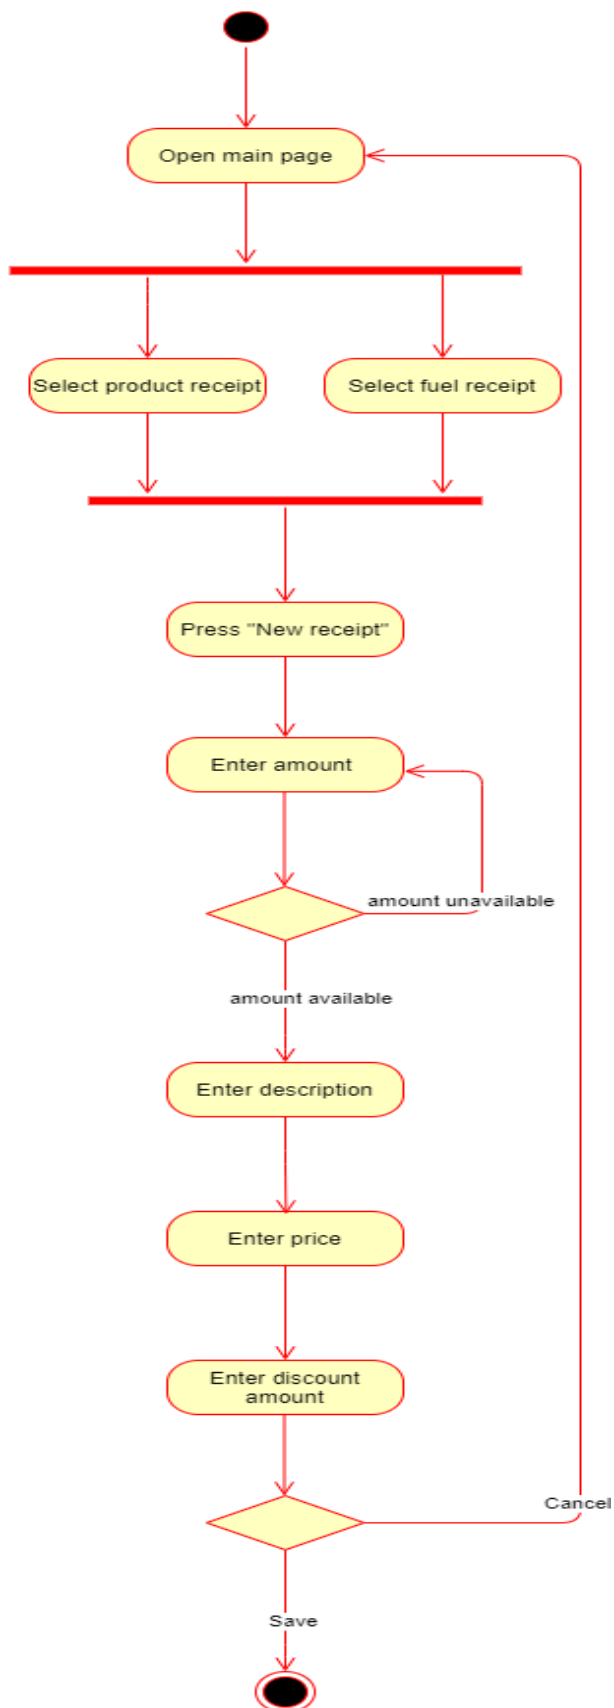 Open main page
Select product receipt
Select fuel receipt
Press "New receipt"
Enter amount
amount unavailable
amount available
Enter description
Enter price
Enter discount
amount
Cancel
Save